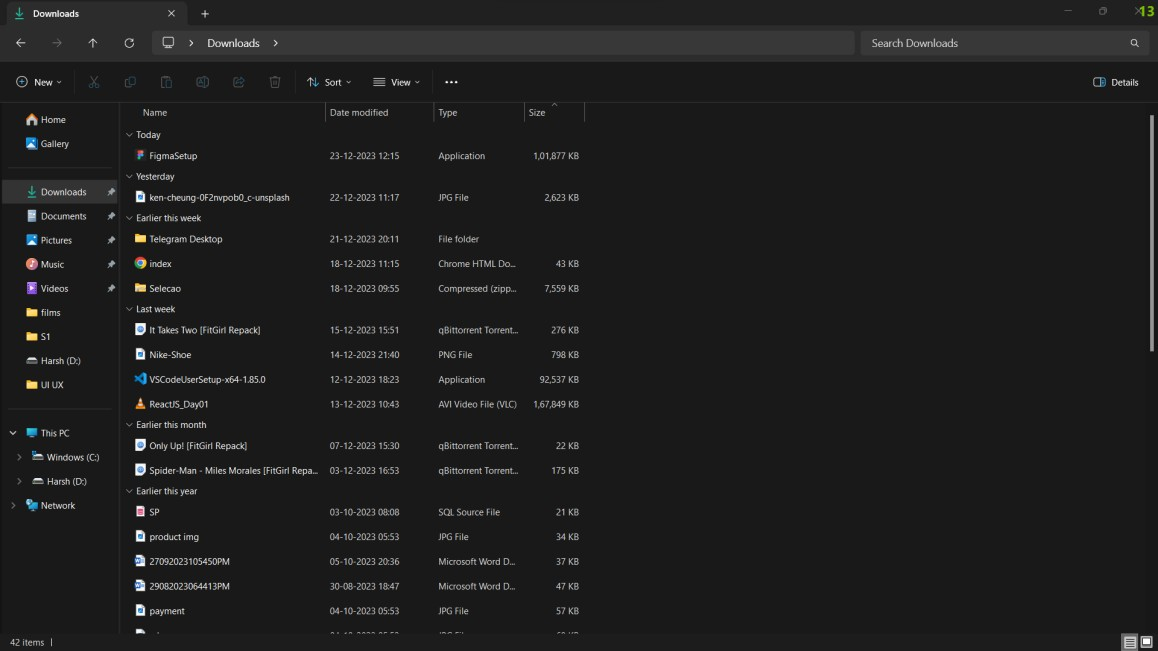 Downloads
13
Downloads
Search Downloads
New
Sort
View
Details
Name Date modified Type Size
Home
Gallery
Downloads
Documents
Pictures
Music
Videos
films
S1
Harsh (D:)
UI UX
This PC
Windows (C:)
Harsh (D:)
Network
Today
FigmaSetup 23-12-2023 12:15 Application 1,01,877 KB
Yesterday
ken-cheung-0F2nvpob0_c-unsplash 22-12-2023 11:17 JPG File 2,623 KB
Earlier this week
Telegram Desktop 21-12-2023 20:11 File folder
index 18-12-2023 11:15 Chrome HTML Do... 43 KB
Selecao 18-12-2023 09:55 Compressed (zipp... 7,559 KB
Last week
It Takes Two [FitGirl Repack] 15-12-2023 15:51 qBittorrent Torrent... 276 KB
Nike-Shoe 14-12-2023 21:40 PNG File 798 KB
VSCodeUserSetup-x64-1.85.0 12-12-2023 18:23 Application 92,537 KB
ReactJS_Day01 13-12-2023 10:43 AVI Video File (VLC) 1,67,849 KB
Earlier this month
Only Up! [FitGirl Repack] 07-12-2023 15:30 qBittorrent Torrent... 22 KB
Spider-Man - Miles Morales [FitGirl Repa... 03-12-2023 16:53 qBittorrent Torrent... 175 KB
Earlier this year
SP 03-10-2023 08:08 SQL Source File 21 KB
product img 04-10-2023 05:53 JPG File 34 KB
27092023105450PM 05-10-2023 20:36 Microsoft Word D... 37 KB
29082023064413PM 30-08-2023 18:47 Microsoft Word D... 47 KB
payment 04-10-2023 05:53 JPG File 57 KB
42 items